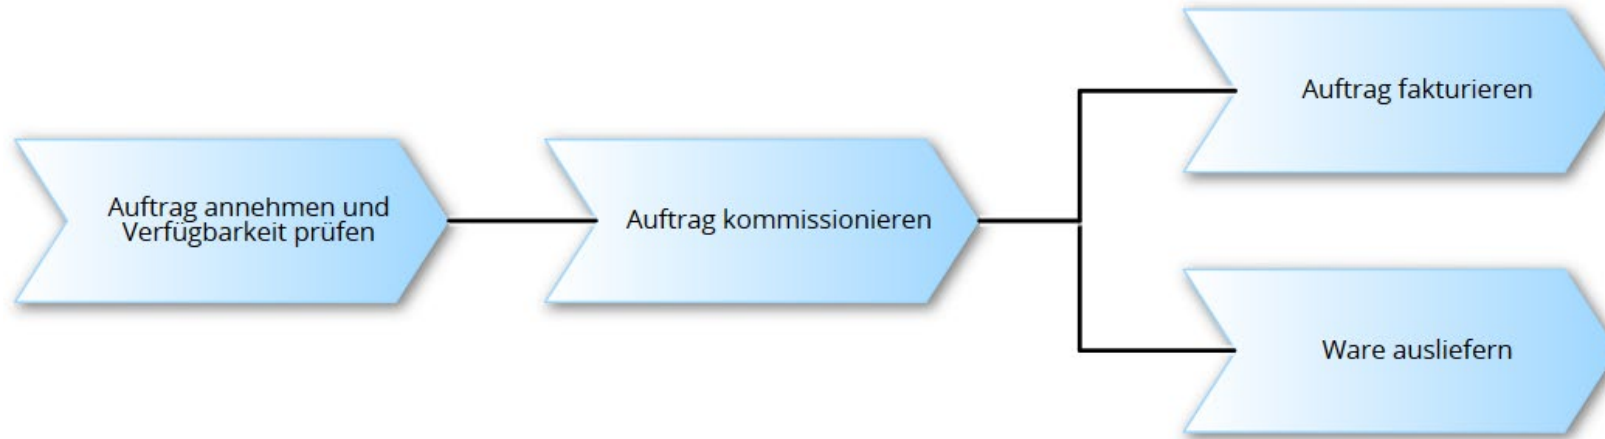 Auftrag annehmen und
Verfügbarkeit prüfen
Auftrag kommissionieren
Auftrag fakturieren
Ware ausliefern